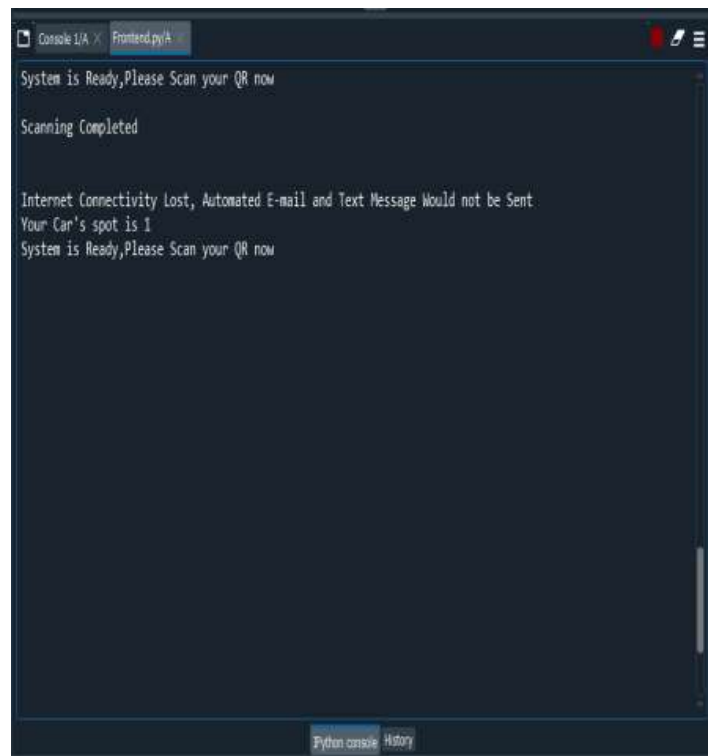 Console 1/A
Frontend.py/A
System is Ready,Please Scan your QR now
Scanning Completed
Internet Connectivity Lost, Automated E-mail and Text Message Would not be Sent
Your Car's spot is 1
System is Ready,Please Scan your QR now
IPython console
History